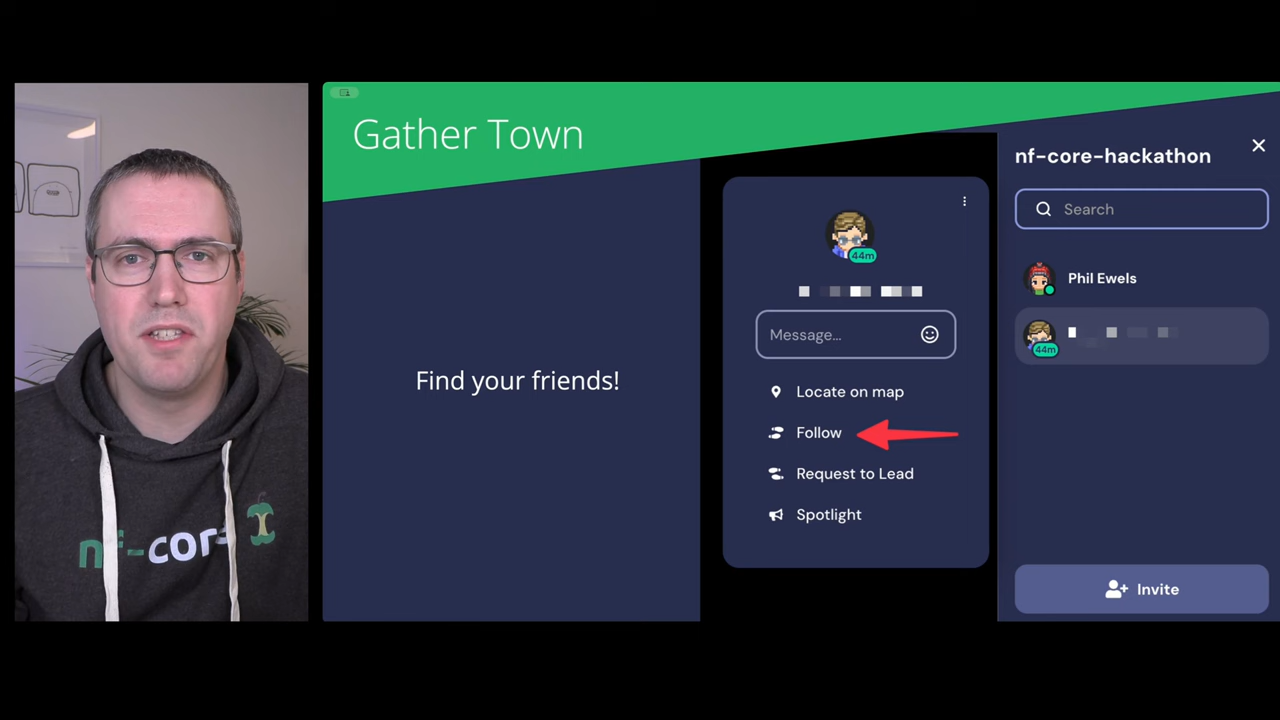 Gather Town
Find your friends!
44m
Message...
Locate on map
Follow
Request to Lead
Spotlight
nf-core-hackathon
Search
Phil Ewels
44m
Invite
nf-cor